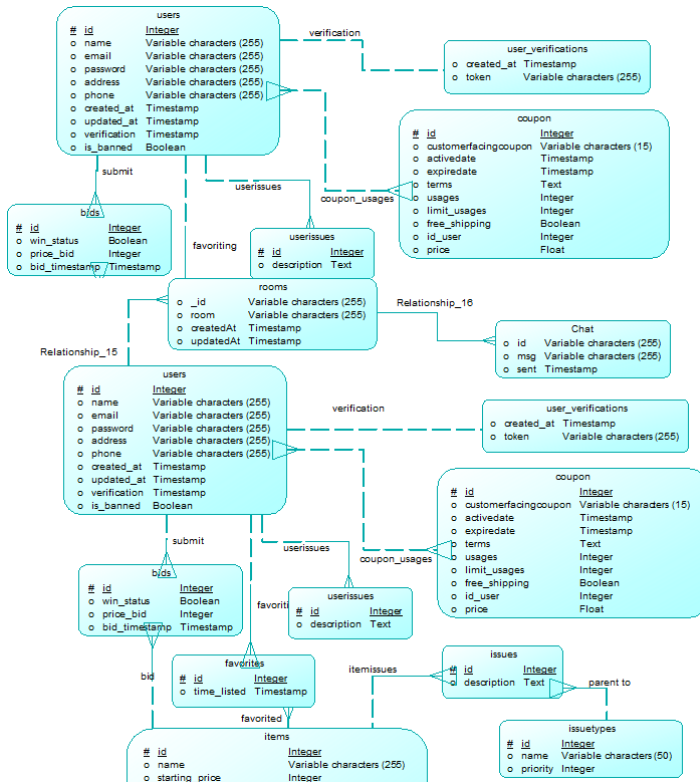 users
# id Integer
o name Variable characters (255)
o email Variable characters (255)
o password Variable characters (255)
o address Variable characters (255)
o phone Variable characters (255)
o created_at Timestamp
o updated_at Timestamp
o verification Timestamp
o is_banned Boolean
verification
user_verifications
o created_at Timestamp
o token Variable characters (255)
coupon
# id Integer
o customerfacingcoupon Variable characters (15)
o activedate Timestamp
o expiredate Timestamp
o terms Text
o usages Integer
o limit_usages Integer
o free_shipping Boolean
o id_user Integer
o price Float
coupon_usages
submit
userissues
bids
# id Integer
o win_status Boolean
o price_bid Integer
o bid_timestamp Timestamp
favoriting
userissues
# id Integer
o description Text
rooms
o _id Variable characters (255)
o room Variable characters (255)
o createdAt Timestamp
o updatedAt Timestamp
Relationship_16
Chat
o id Variable characters (255)
o msg Variable characters (255)
o sent Timestamp
Relationship_15
users
# id Integer
o name Variable characters (255)
o email Variable characters (255)
o password Variable characters (255)
o address Variable characters (255)
o phone Variable characters (255)
o created_at Timestamp
o updated_at Timestamp
o verification Timestamp
o is_banned Boolean
verification
user_verifications
o created_at Timestamp
o token Variable characters (255)
coupon
# id Integer
o customerfacingcoupon Variable characters (15)
o activedate Timestamp
o expiredate Timestamp
o terms Text
o usages Integer
o limit_usages Integer
o free_shipping Boolean
o id_user Integer
o price Float
coupon_usages
submit
userissues
bids
# id Integer
o win_status Boolean
o price_bid Integer
o bid_timestamp Timestamp
favoriti
userissues
# id Integer
o description Text
bid
favorites
# id Integer
o time_listed Timestamp
favorited
itemissues
issues
# id Integer
o description Text
parent to
issuetypes
# id Integer
o name Variable characters (50)
o priority Integer
items
# id Integer
o name Variable characters (255)
o starting_price Integer